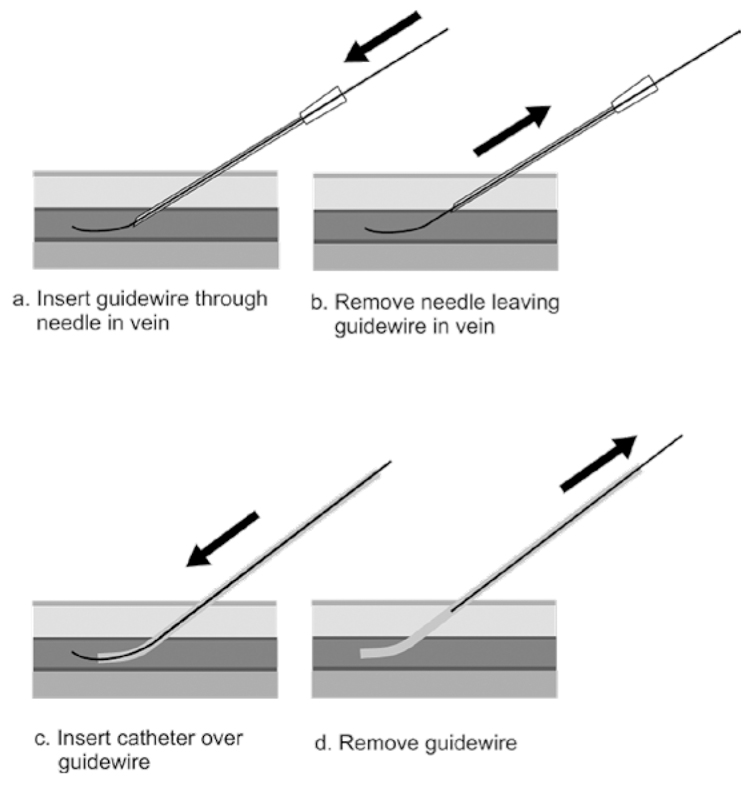 a. Insert guidewire through
needle in vein
b. Remove needle leaving
guidewire in vein
c. Insert catheter over
guidewire
d. Remove guidewire